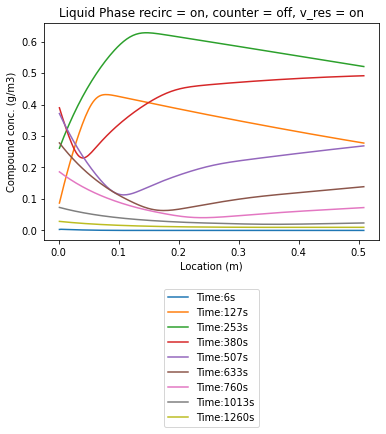 Liquid Phase recirc = on, counter = off, v_res = on
Compound conc. (g/m3)
0.6
0.5
0.4
0.3
0.2
0.1
0.0
0.0 0.1 0.2 0.3 0.4 0.5
Location (m)
Time:6s
Time:127s
Time:253s
Time:380s
Time:507s
Time:633s
Time:760s
Time:1013s
Time:1260s